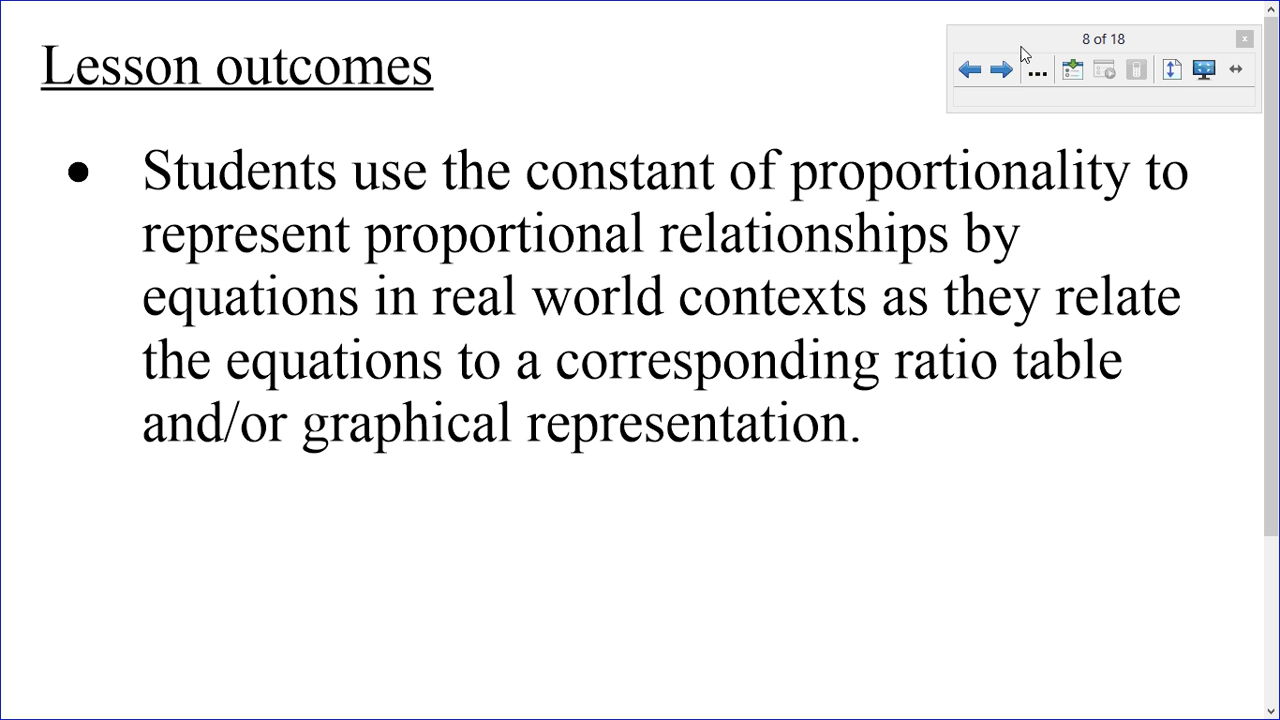 Lesson outcomes
8 of 18
● Students use the constant of proportionality to
represent proportional relationships by
equations in real world contexts as they relate
the equations to a corresponding ratio table
and/or graphical representation.